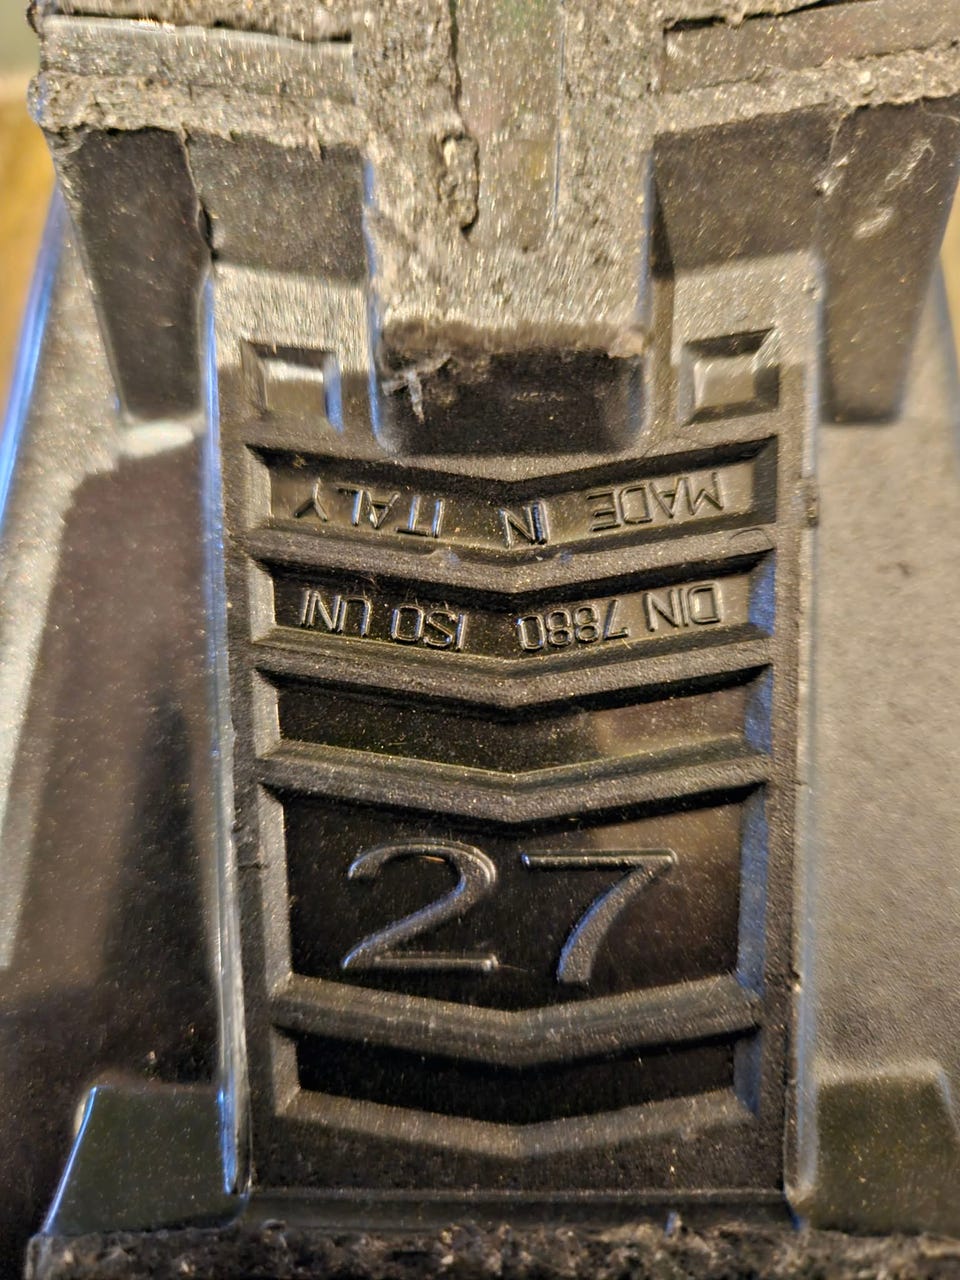 MADE IN ITALY
DIN 7880 ISO UNI
27